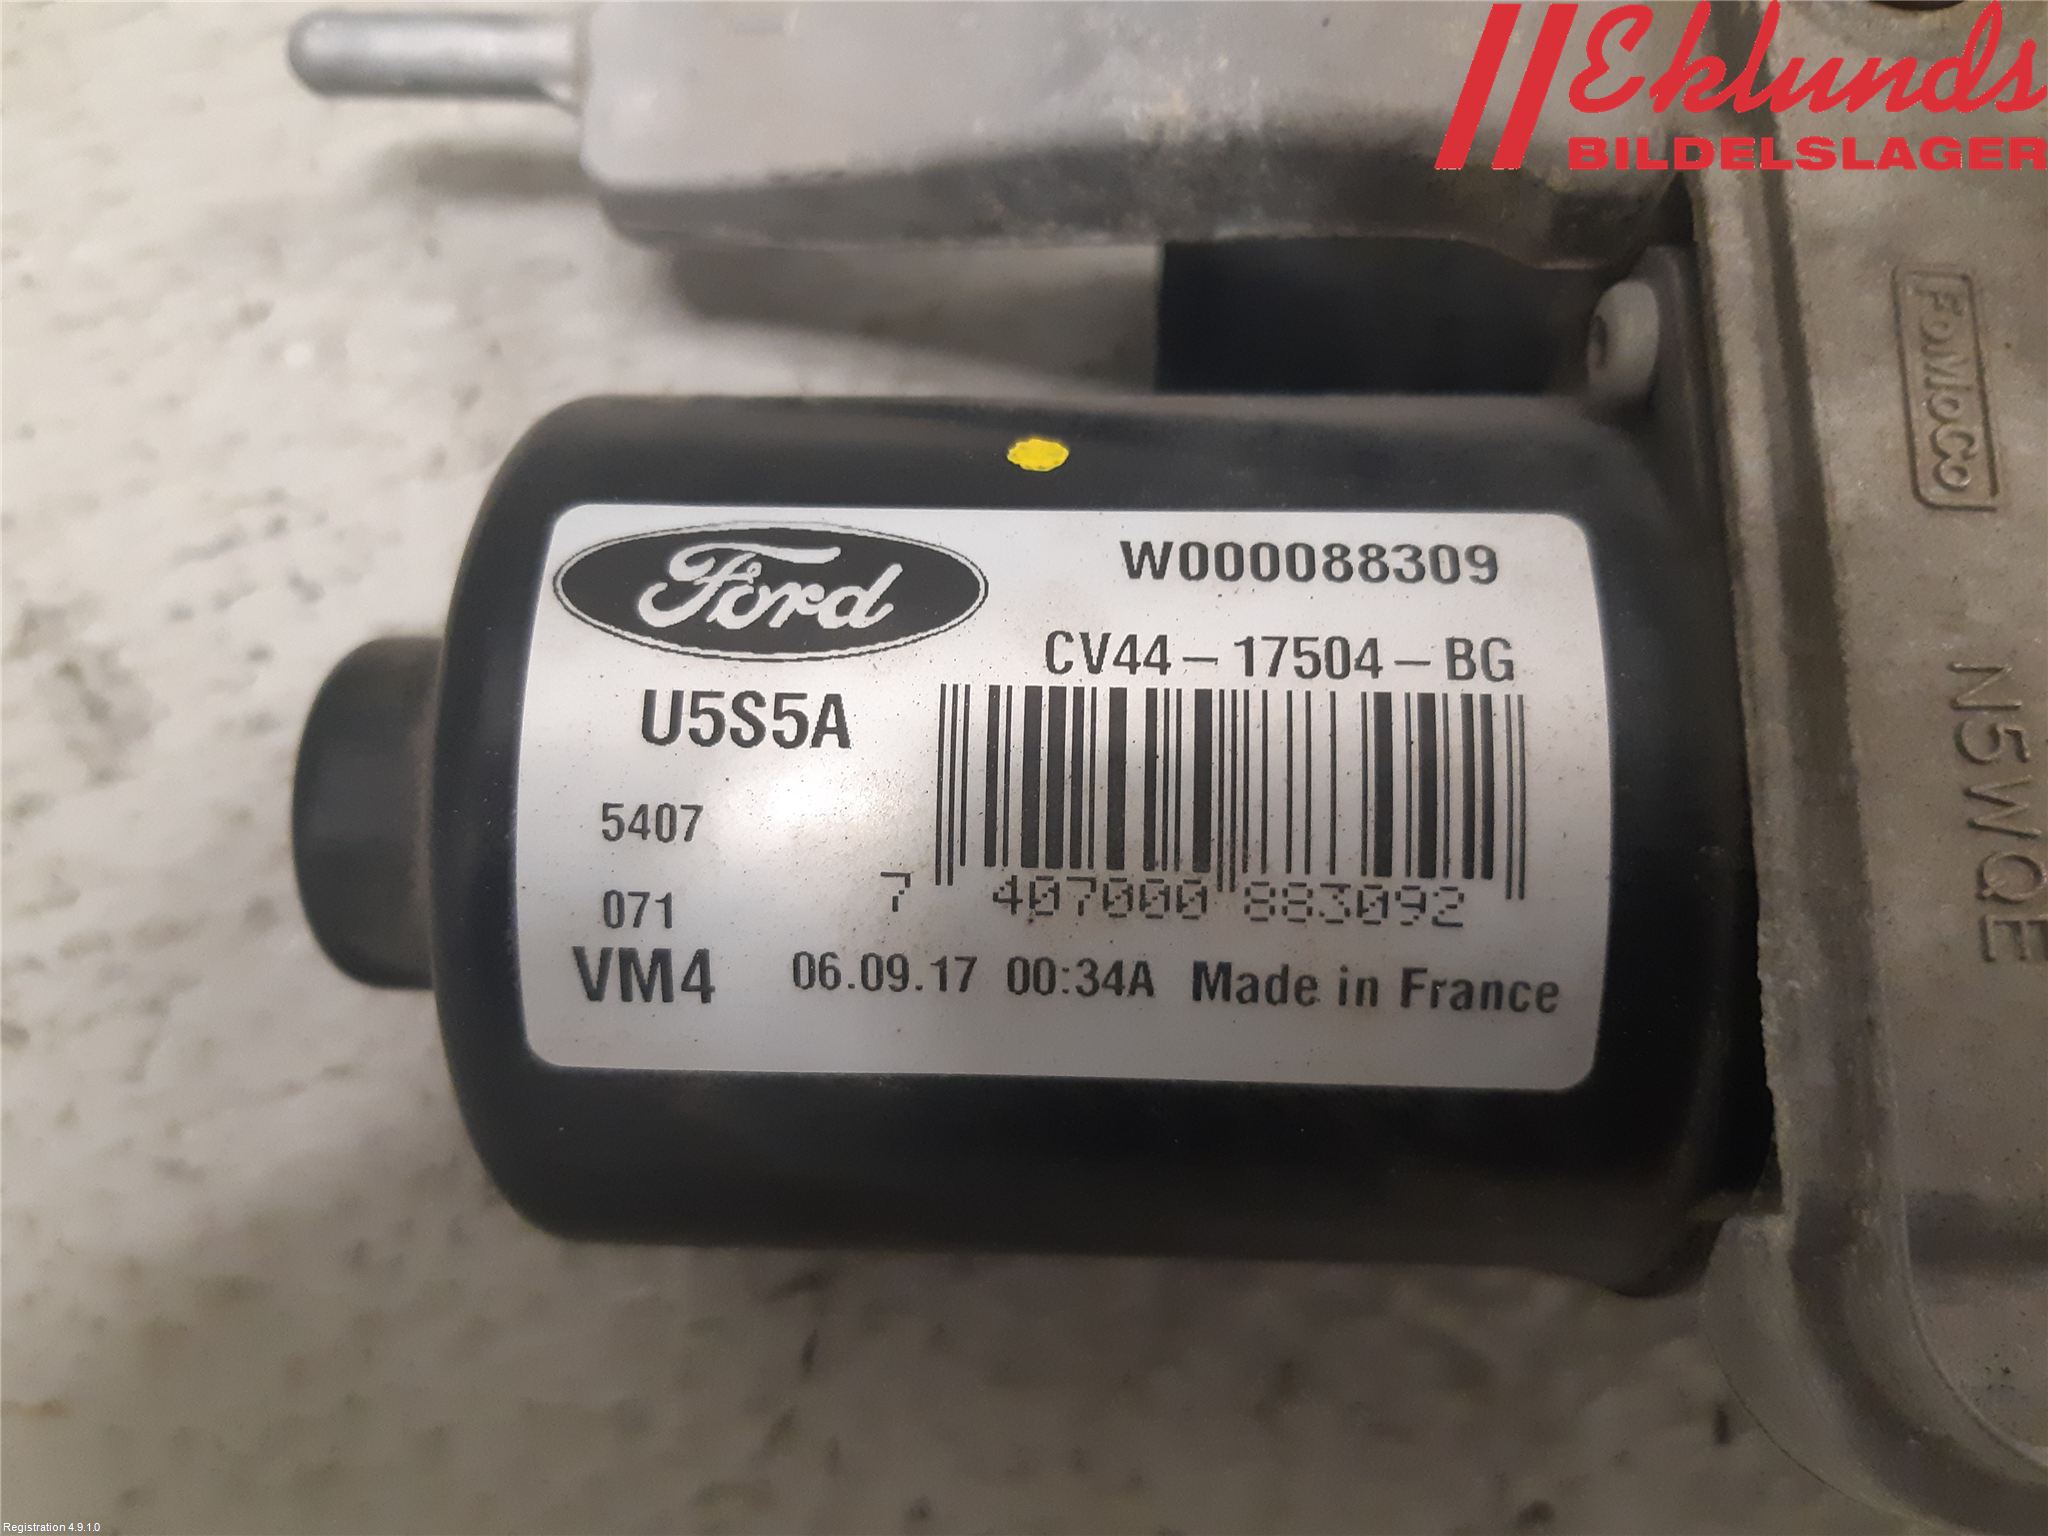 Eklunds
BILDELSLAGER
FoMoCo
N5WQE
Ford
W000088309
CV44-17504-BG
U5S5A
5407
071
7 407000 883092
VM4 06.09.17 00:34A Made in France
Registration 4.9.1.0